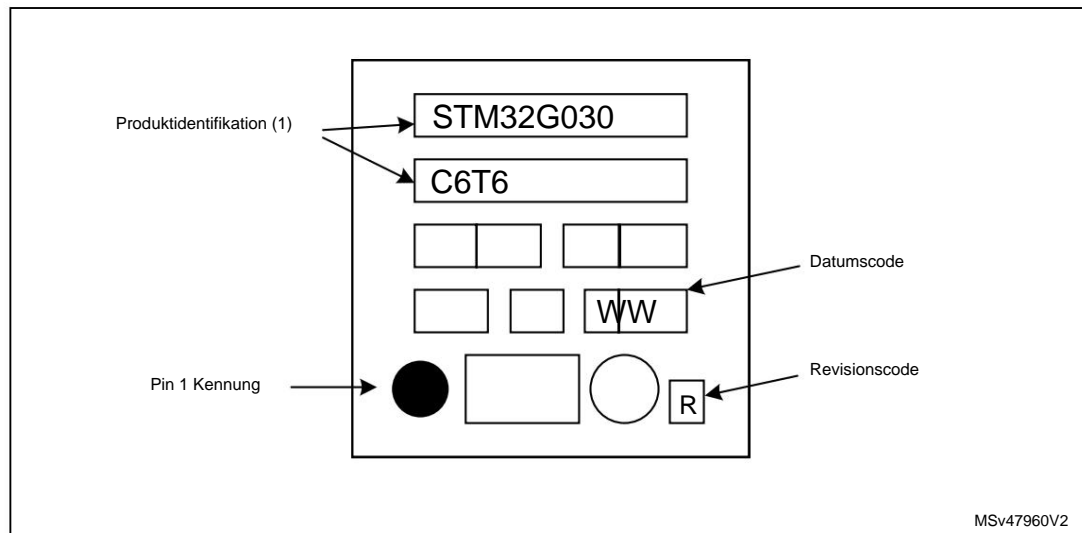 STM32G030
Produktidentifikation (1)
C6T6
Datumscode
WW
Revisionscode
Pin 1 Kennung
R
MSv47960V2